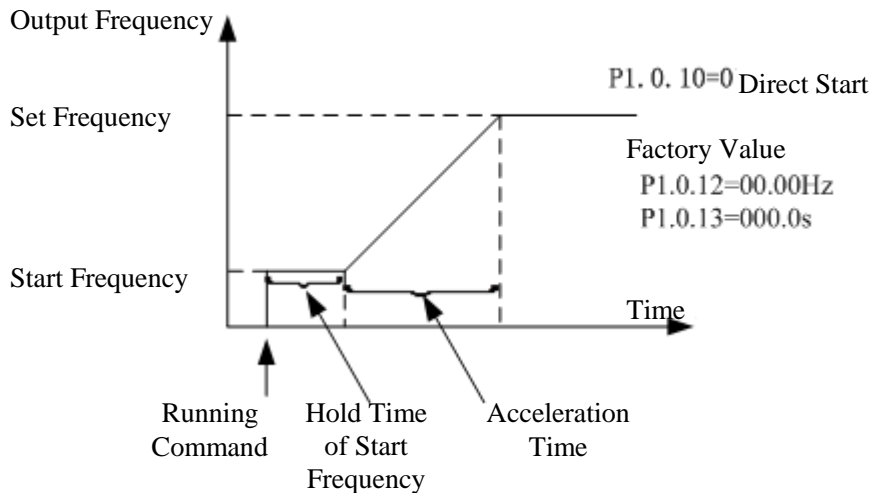 Output Frequency
P1. 0. 10=0 Direct Start
Set Frequency
Factory Value
P1.0.12=00.00Hz
P1.0.13=000.0s
Start Frequency
Time
Running
Command
Hold Time
of Start
Frequency
Acceleration
Time